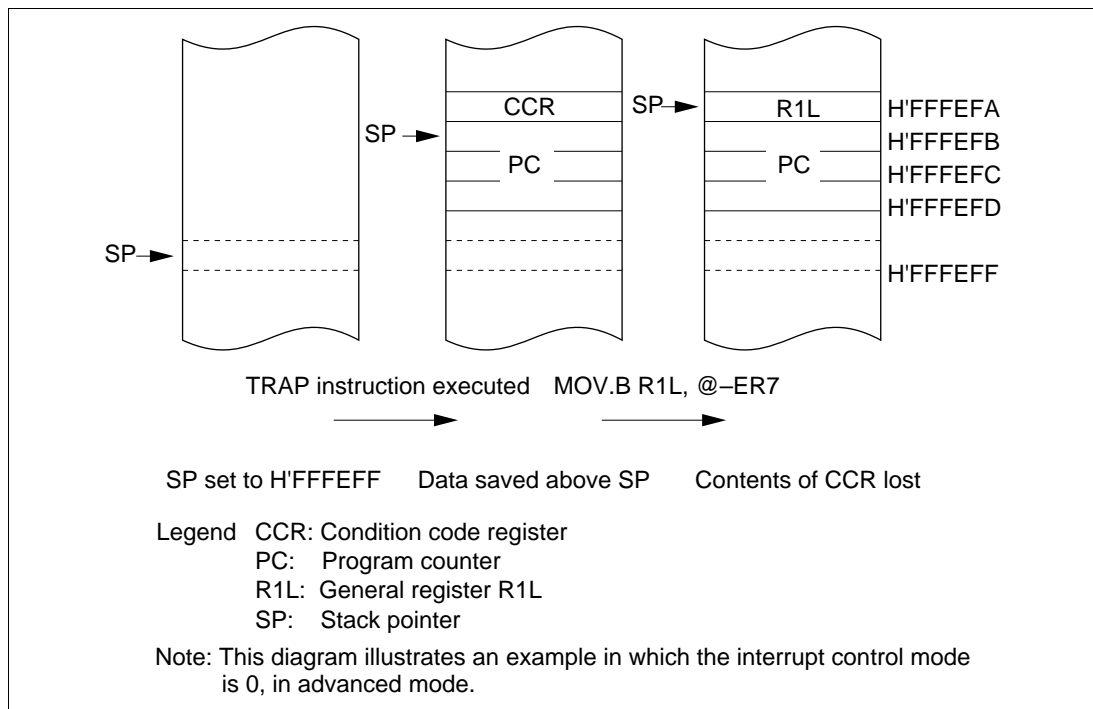 CCR
SP
R1L
H'FFFEFA
SP
H'FFFEFB
PC
PC
H'FFFEFC
H'FFFEFD
SP
H'FFFEFF
TRAP instruction executed
MOV.B R1L, @–ER7
SP set to H'FFFEFF
Data saved above SP
Contents of CCR lost
Legend
CCR: Condition code register
PC: Program counter
R1L: General register R1L
SP: Stack pointer
Note: This diagram illustrates an example in which the interrupt control mode
is 0, in advanced mode.